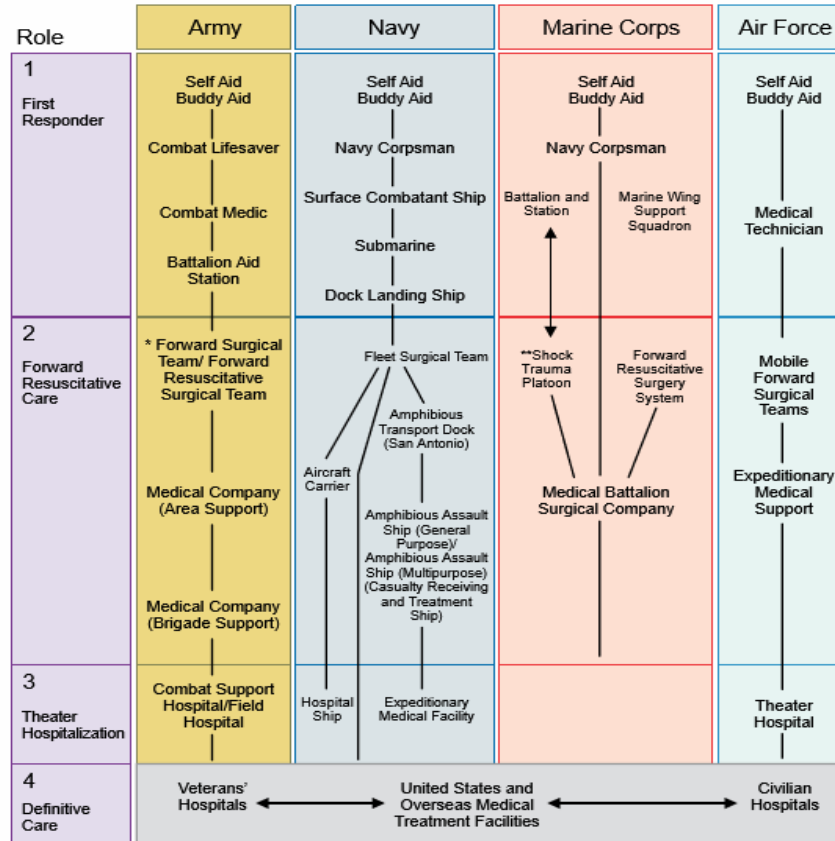 Role
Army
Navy
Marine Corps
Air Force
1
First
Responder
Self Aid
Buddy Aid
Combat Lifesaver
Combat Medic
Battalion Aid
Station
Self Aid
Buddy Aid
Navy Corpsman
Surface Combatant Ship
Submarine
Dock Landing Ship
Self Aid
Buddy Aid
Navy Corpsman
Battalion and
Station
Marine Wing
Support
Squadron
Self Aid
Buddy Aid
Medical
Technician
2
Forward
Resuscitative
Care
* Forward Surgical
Team/ Forward
Resuscitative
Surgical Team
Medical Company
(Area Support)
Medical Company
(Brigade Support)
Fleet Surgical Team
Aircraft
Carrier
Amphibious
Transport Dock
(San Antonio)
Amphibious Assault
Ship (General
Purpose)/
Amphibious Assault
Ship (Multipurpose)
(Casualty Receiving
and Treatment
Ship)
**Shock
Trauma
Platoon
Forward
Resuscitative
Surgery
System
Medical Battalion
Surgical Company
Mobile
Forward
Surgical
Teams
Expeditionary
Medical
Support
3
Theater
Hospitalization
Combat Support
Hospital/Field
Hospital
Hospital
Ship
Expeditionary
Medical Facility
Theater
Hospital
4
Definitive
Care
Veterans'
Hospitals
United States and
Overseas Medical
Treatment Facilities
Civilian
Hospitals